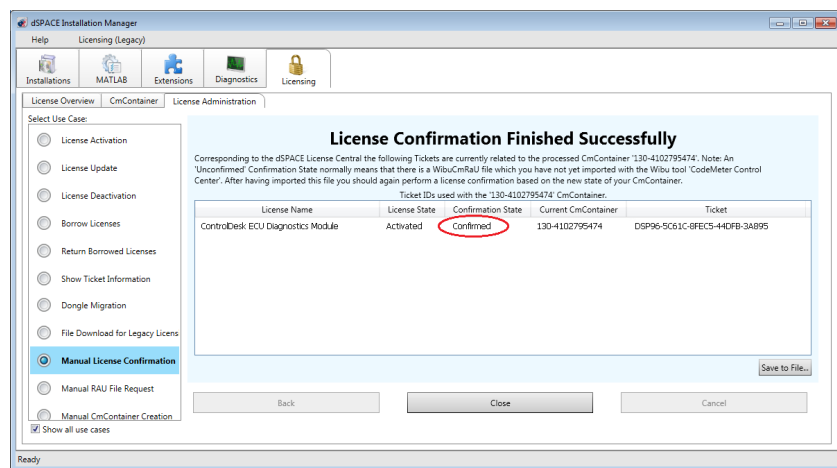 dSPACE Installation Manager
Help Licensing (Legacy)
Installations MATLAB Extensions Diagnostics Licensing
License Overview CmContainer License Administration
Select Use Case:
License Activation
License Update
License Deactivation
Borrow Licenses
Return Borrowed Licenses
Show Ticket Information
Dongle Migration
File Download for Legacy Licens
Manual License Confirmation
Manual RAU File Request
Manual CmContainer Creation
Show all use cases
License Confirmation Finished Successfully
Corresponding to the dSPACE License Central the following Tickets are currently related to the processed CmContainer '130-4102795474'. Note: An
'Unconfirmed' Confirmation State normally means that there is a WibuCmRaU file which you have not yet imported with the Wibu tool 'CodeMeter Control
Center'. After having imported this file you should again perform a license confirmation based on the new state of your CmContainer.
Ticket IDs used with the '130-4102795474' CmContainer.
License Name License State Confirmation State Current CmContainer Ticket
ControlDesk ECU Diagnostics Module Activated Confirmed 130-4102795474 DSP96-5C61C-8FEC5-44DFB-3A895
Save to File...
Back Close Cancel
Ready